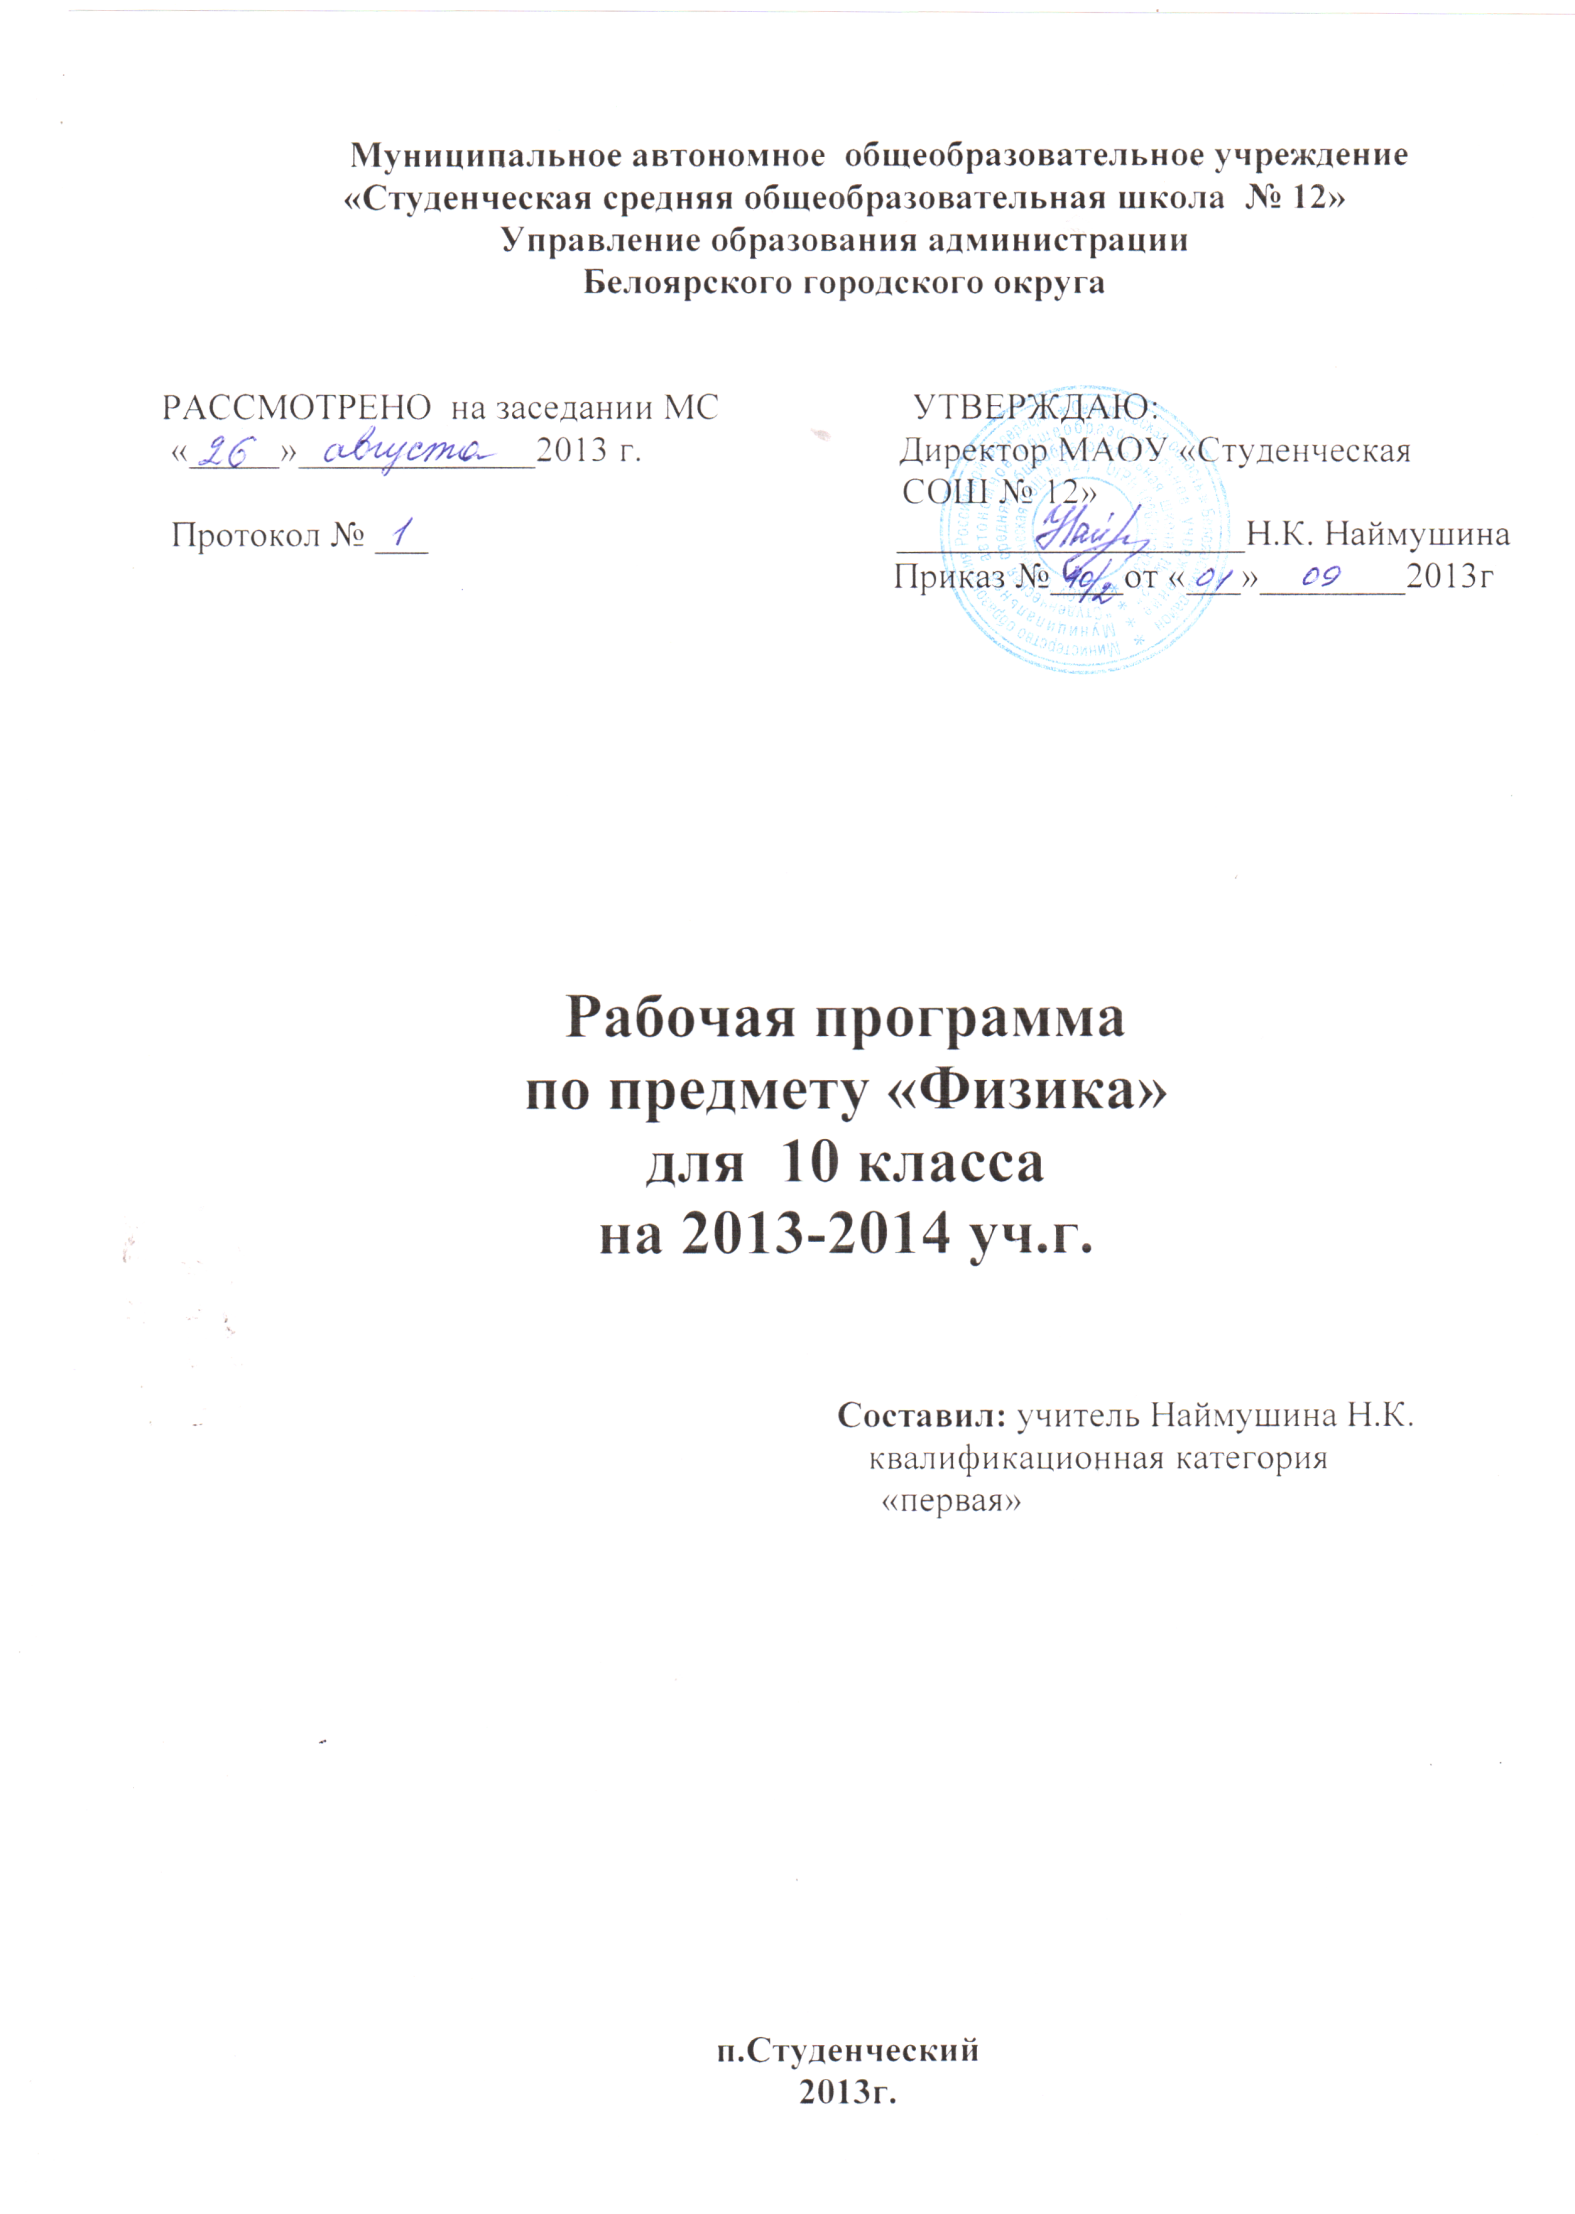 Муниципальное автономное общеобразовательное учреждение
«Студенческая средняя общеобразовательная школа № 12»
Управление образования администрации
Белоярского городского округа
РАССМОТРЕНО на заседании МС
«26» августа 2013 г.
Протокол № 1
УТВЕРЖДАЮ:
Директор МАОУ «Студенческая
СОШ № 12»
Н.К. Наймушина
Приказ № 90/2 от «01» 09 2013г
Рабочая программа
по предмету «Физика»
для 10 класса
на 2013-2014 уч.г.
Составил: учитель Наймушина Н.К.
квалификационная категория
«первая»
п.Студенческий
2013г.